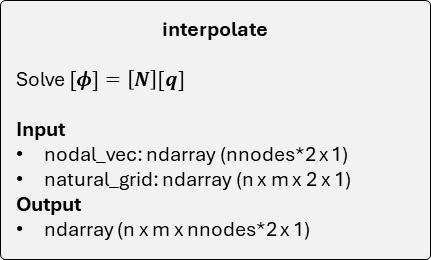 interpolate
Solve [ϕ] = [N][q]
Input
• nodal_vec: ndarray (nnodes*2 x 1)
• natural_grid: ndarray (n x m x 2 x 1)
Output
• ndarray (n x m x nnodes*2 x 1)